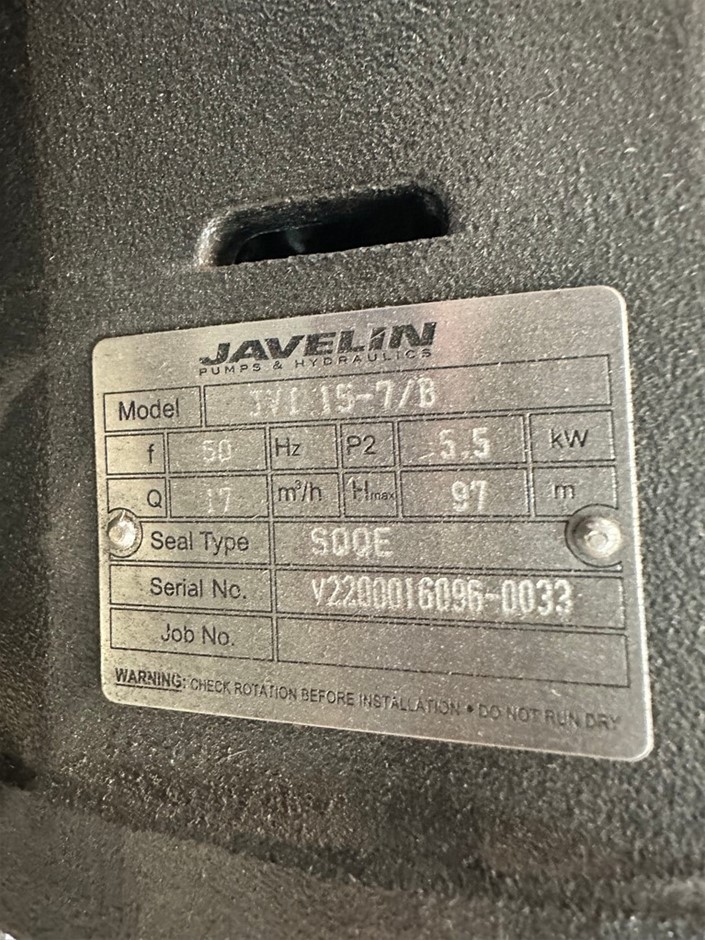 JAVELIN
PUMPS & HYDRAULICS
Model 15-7/B
f 50 Hz P2 5.5 kW
Q 17 m³/h Hmax 97 m
Seal Type SQQE
Serial No. V2200016096-0033
Job No.
WARNING: CHECK ROTATION BEFORE INSTALLATION • DO NOT RUN DRY